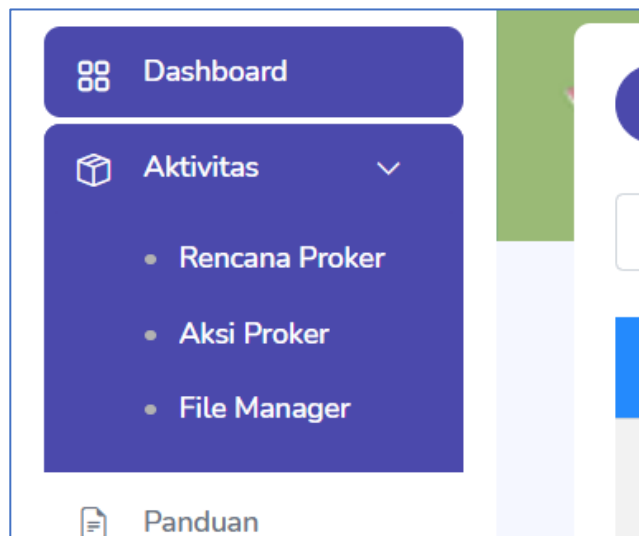 Dashboard
Aktivitas
Rencana Proker
Aksi Proker
File Manager
Panduan